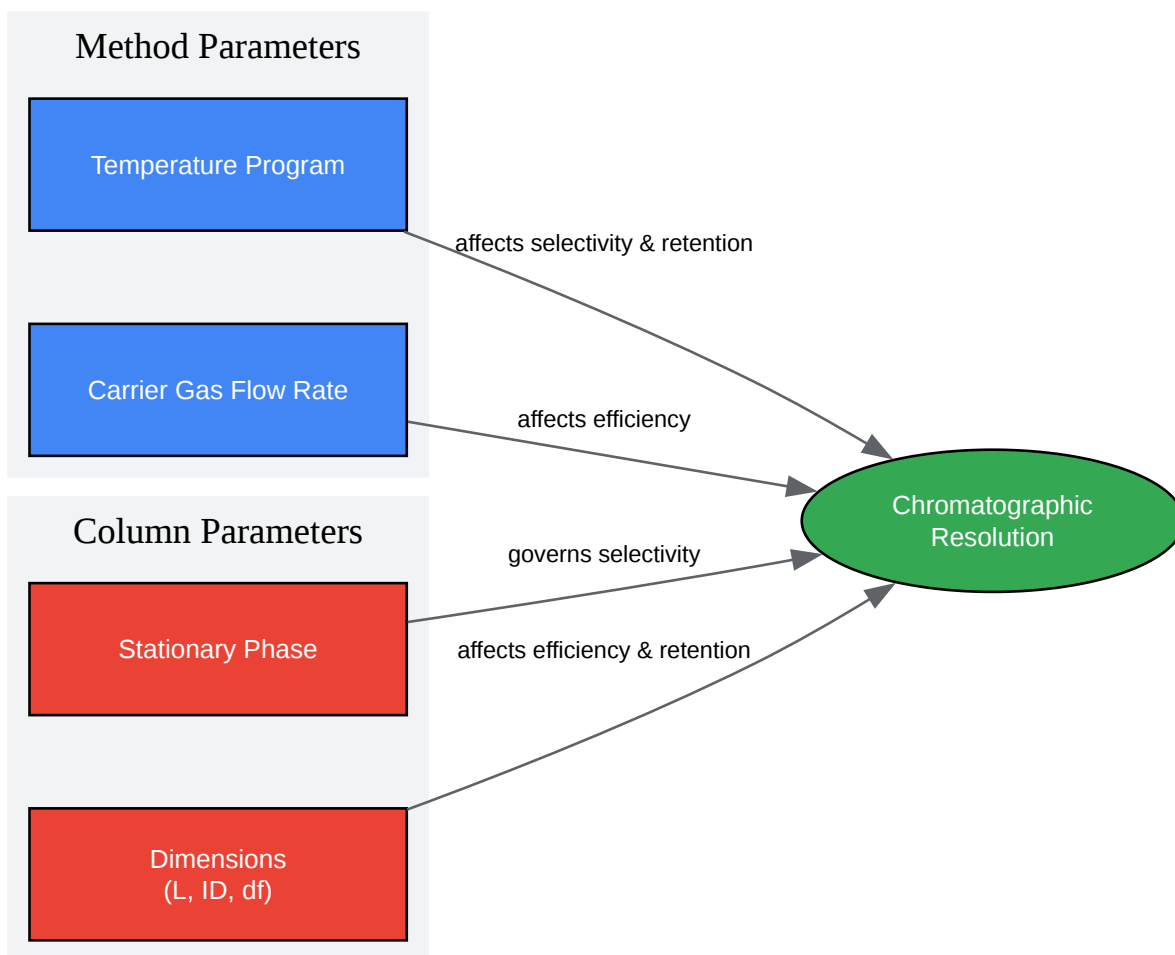 Method Parameters
Temperature Program
affects selectivity & retention
Carrier Gas Flow Rate
affects efficiency
Chromatographic
Resolution
Column Parameters
governs selectivity
Stationary Phase
affects efficiency & retention
Dimensions
(L, ID, df)